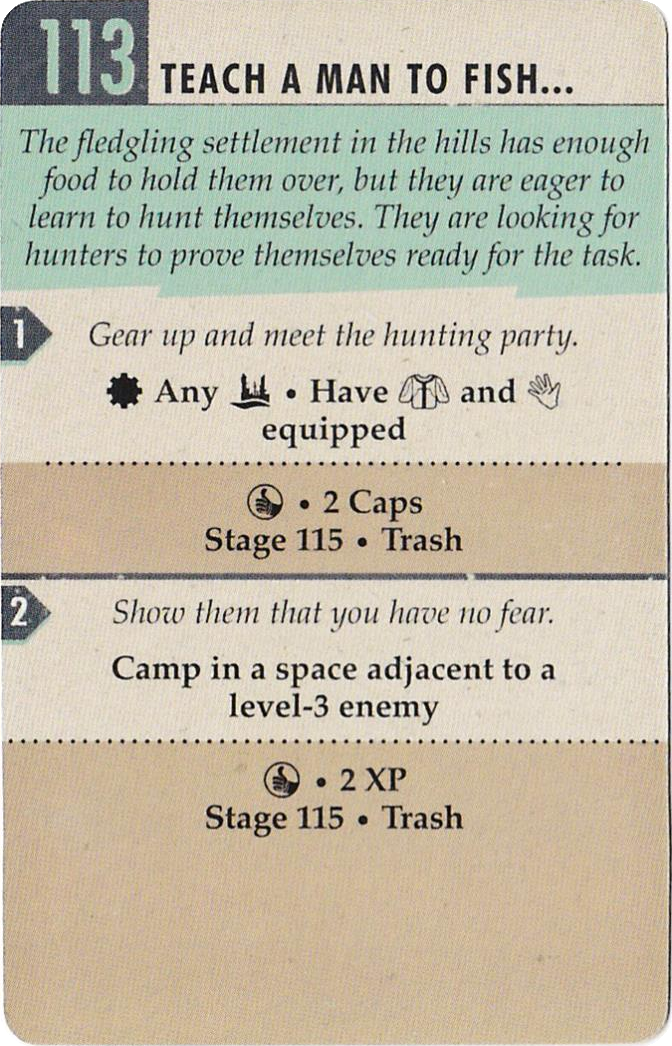 113 TEACH A MAN TO FISH...
The fledgling settlement in the hills has enough
food to hold them over, but they are eager to
learn to hunt themselves. They are looking for
hunters to prove themselves ready for the task.
1 Gear up and meet the hunting party.
Any • Have and
equipped
• 2 Caps
Stage 115 • Trash
2 Show them that you have no fear.
Camp in a space adjacent to a
level-3 enemy
• 2 XP
Stage 115 • Trash